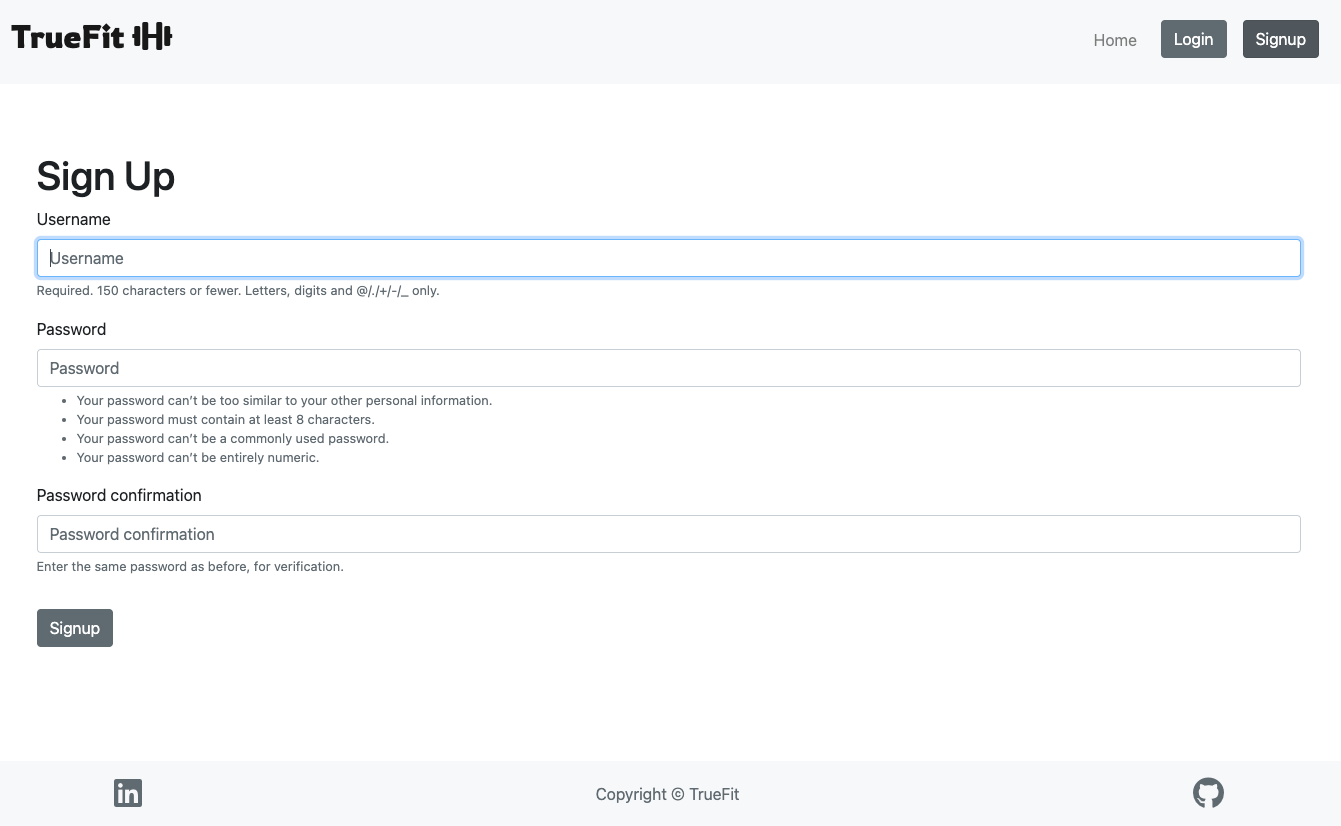 TrueFit
Home
Login
Signup
Sign Up
Username
Username
Required. 150 characters or fewer. Letters, digits and @/./+/-/_ only.
Password
Password
Your password can’t be too similar to your other personal information.
Your password must contain at least 8 characters.
Your password can’t be a commonly used password.
Your password can’t be entirely numeric.
Password confirmation
Password confirmation
Enter the same password as before, for verification.
Signup
in
Copyright © TrueFit